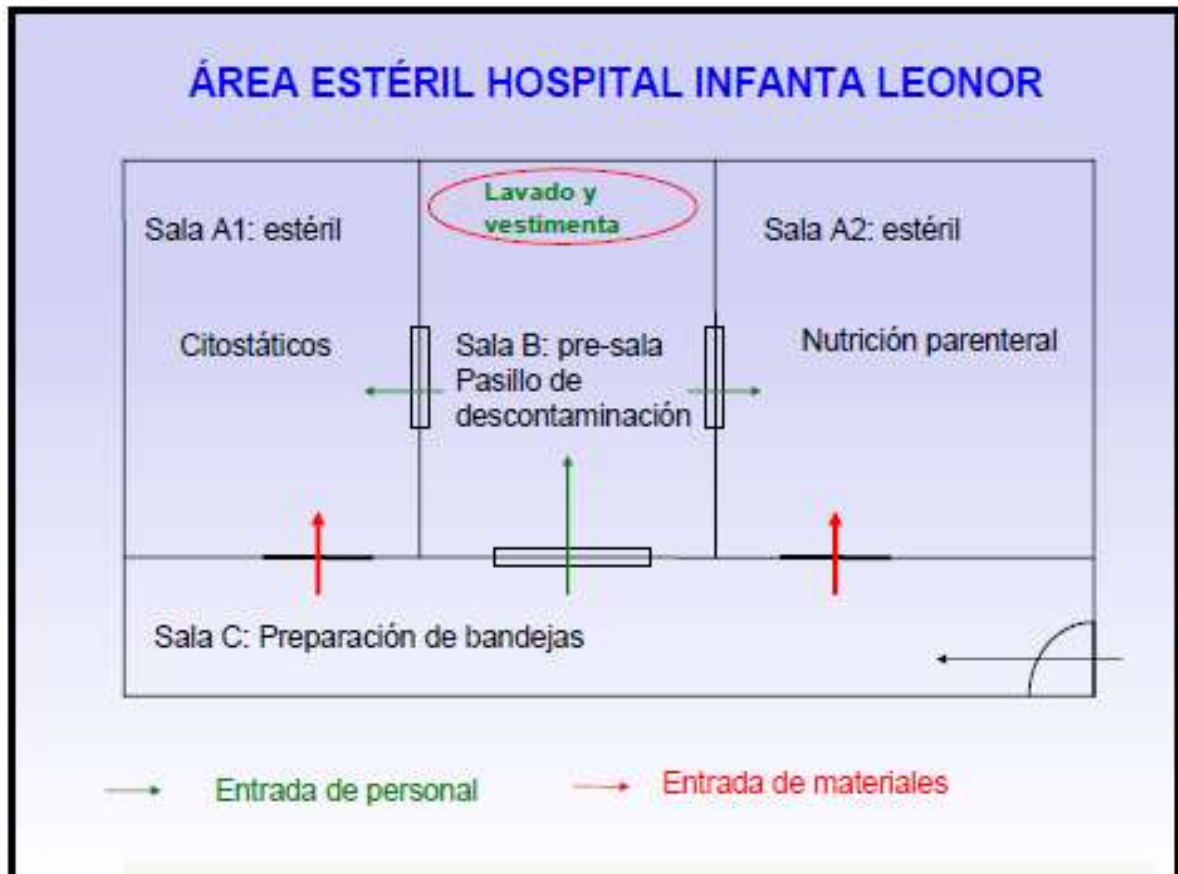 ÁREA ESTÉRIL HOSPITAL INFANTA LEONOR
Lavado y
vestimenta
Sala A1: estéril
Sala A2: estéril
Citostáticos
Sala B: pre-sala
Pasillo de
descontaminación
Nutrición parenteral
Sala C: Preparación de bandejas
Entrada de personal
Entrada de materiales